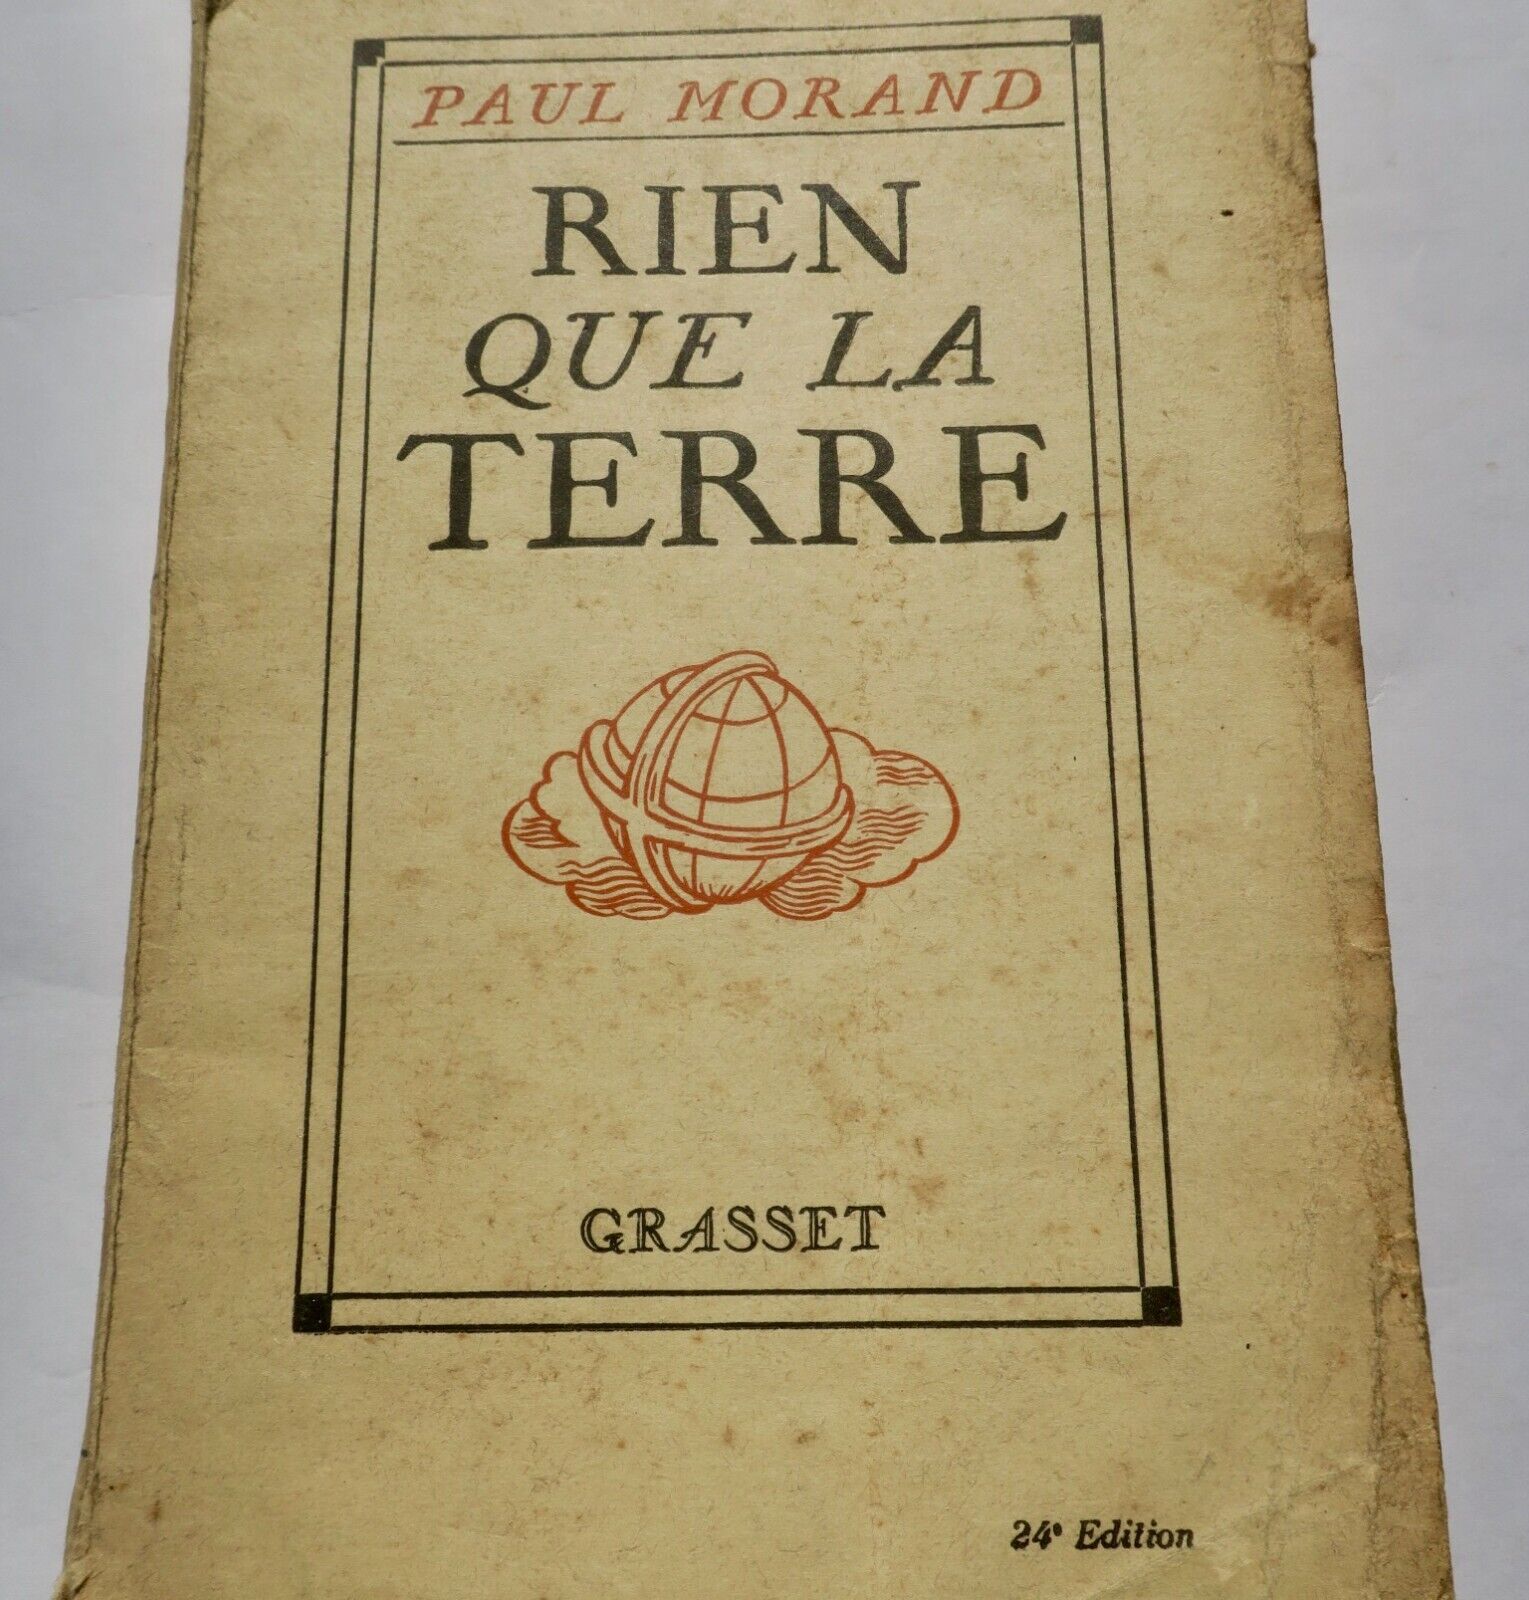 PAUL MORAND
RIEN
QUE LA
TERRE
GRASSET
24e Edition